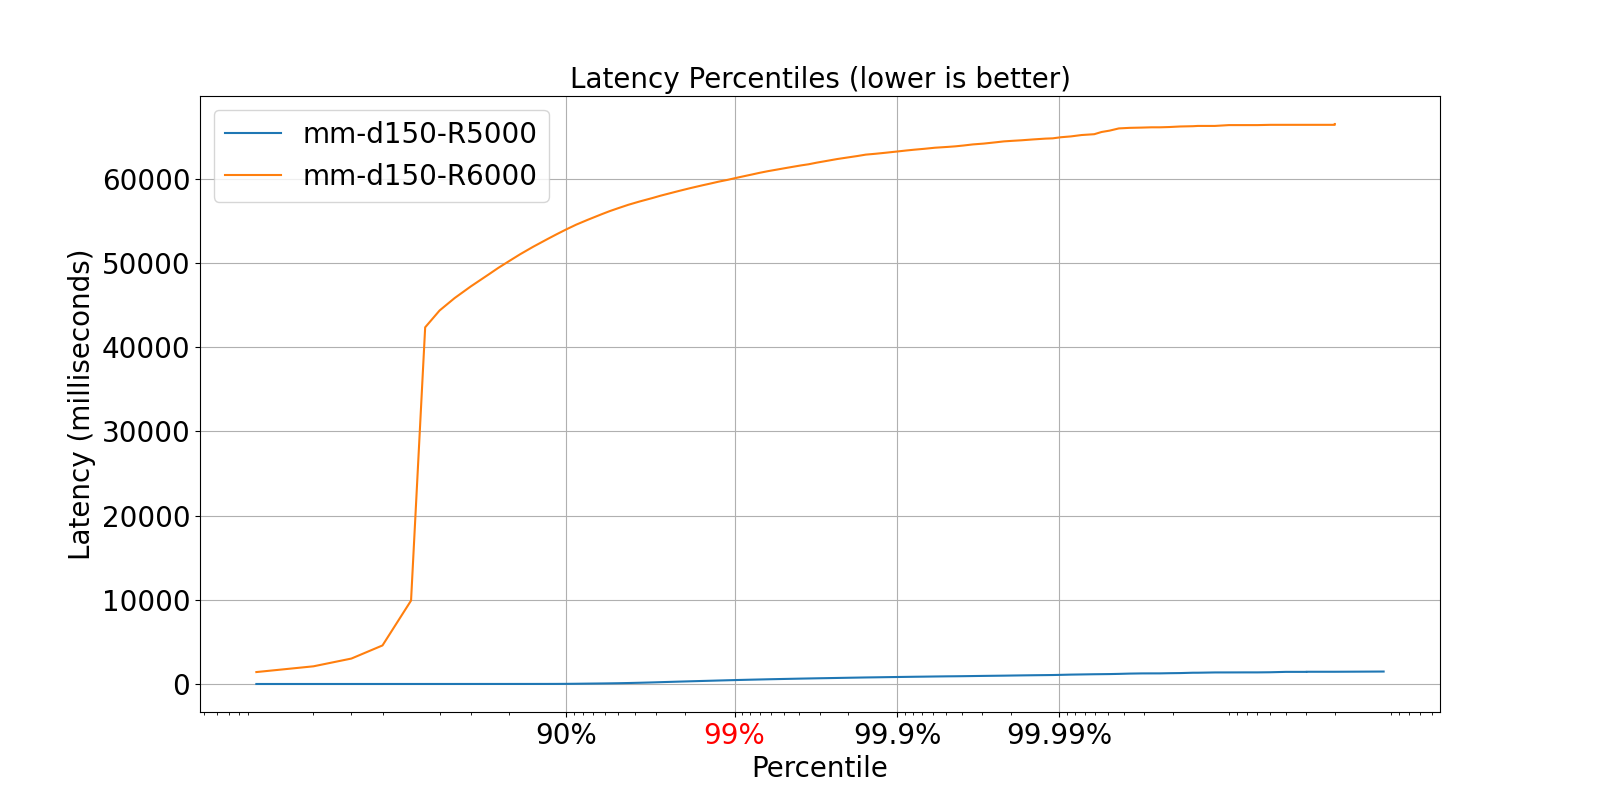 Latency Percentiles (lower is better)
mm-d150-R5000
mm-d150-R6000
Latency (milliseconds)
60000
50000
40000
30000
20000
10000
0
90% 99% 99.9% 99.99%
Percentile